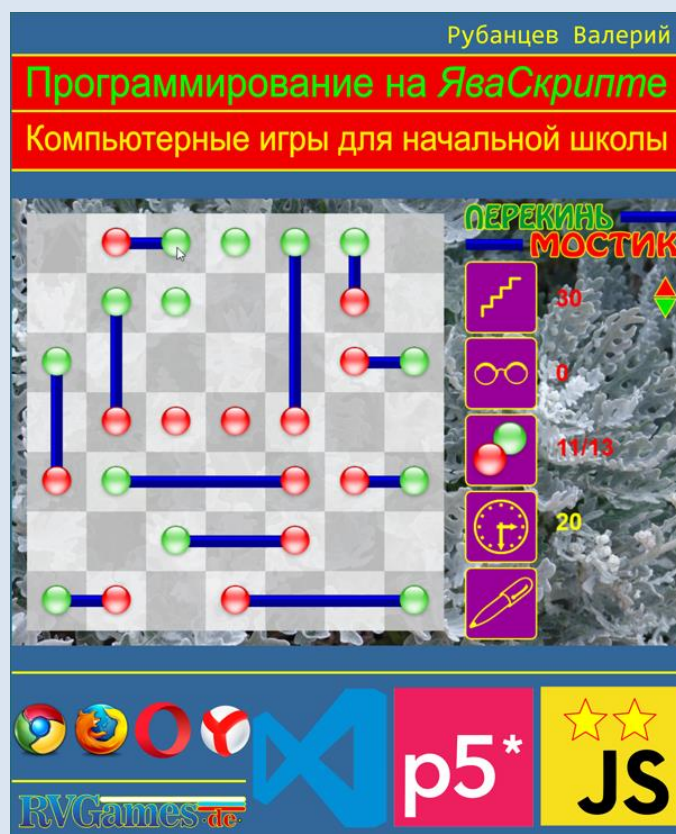 Рубанцев Валерий
Программирование на ЯваСкрипте
Компьютерные игры для начальной школы
ПЕРЕКИНЬ
МОСТИК
30
0
11/13
20
p5*
JS
RVGames.de